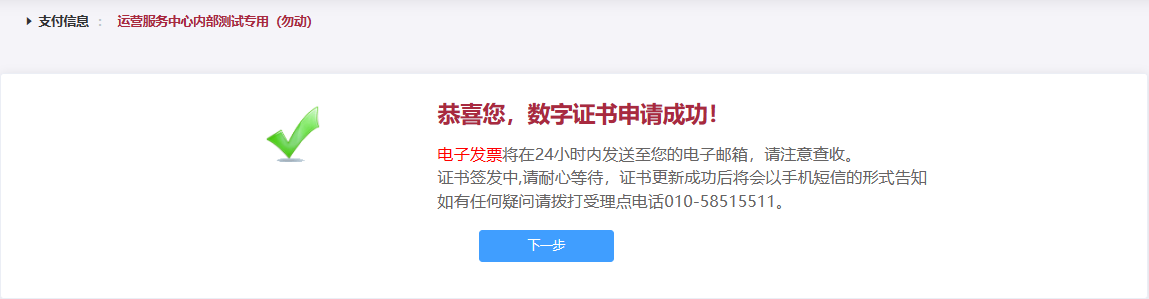 支付信息 : 运营服务中心内部测试专用（勿动）
恭喜您，数字证书申请成功！
电子发票将在24小时内发送至您的电子邮箱，请注意查收。
证书签发中,请耐心等待，证书更新成功后将会以手机短信的形式告知
如有任何疑问请拨打受理点电话010-58515511。
下一步